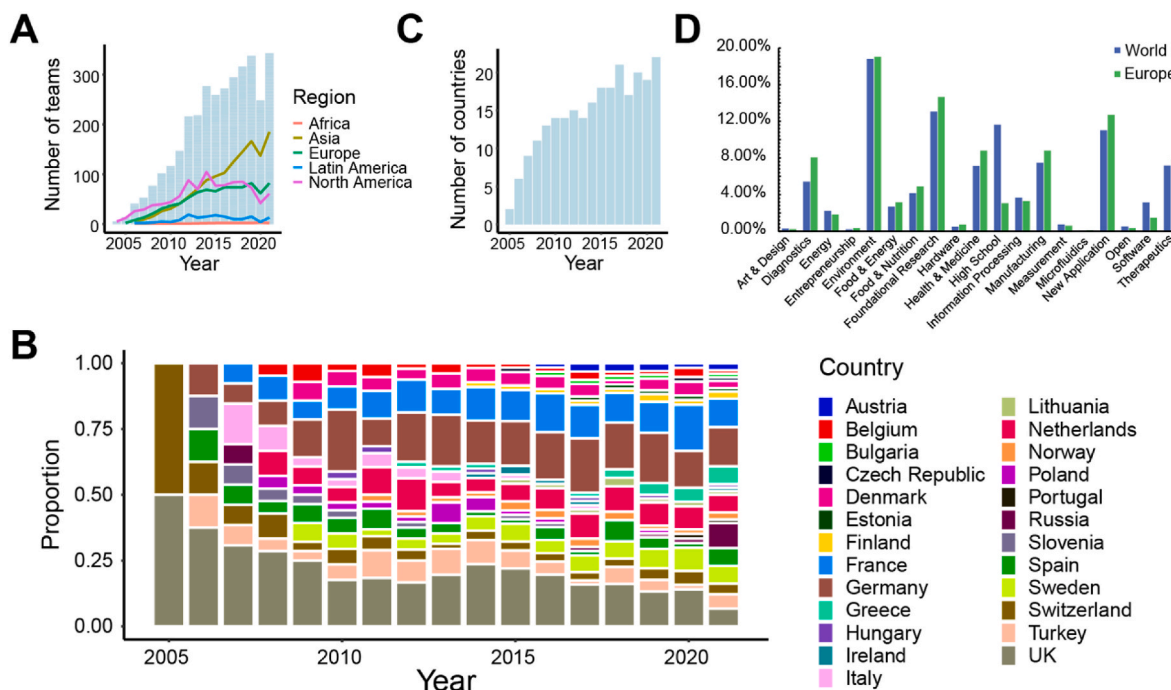 A
Number of teams
300
200
100
0
2005
2010
2015
2020
Year
Region
Africa
Asia
Europe
Latin America
North America
C
Number of countries
20
15
10
5
0
2005
2010
2015
2020
Year
D
20.00%
16.00%
12.00%
8.00%
4.00%
0.00%
World
Europe
Art & Design
Diagnostics
Energy
Entrepreneurship
Environment
Food & Energy
Food & Nutrition
Foundational Research
Hardware
Health & Medicine
High School
Information Processing
Manufacturing
Measurement
Microfluidics
New Application
Open
Software
Therapeutics
B
Proportion
1.00
0.75
0.50
0.25
0.00
2005
2010
2015
2020
Year
Country
Austria
Belgium
Bulgaria
Czech Republic
Denmark
Estonia
Finland
France
Germany
Greece
Hungary
Ireland
Italy
Lithuania
Netherlands
Norway
Poland
Portugal
Russia
Slovenia
Spain
Sweden
Switzerland
Turkey
UK